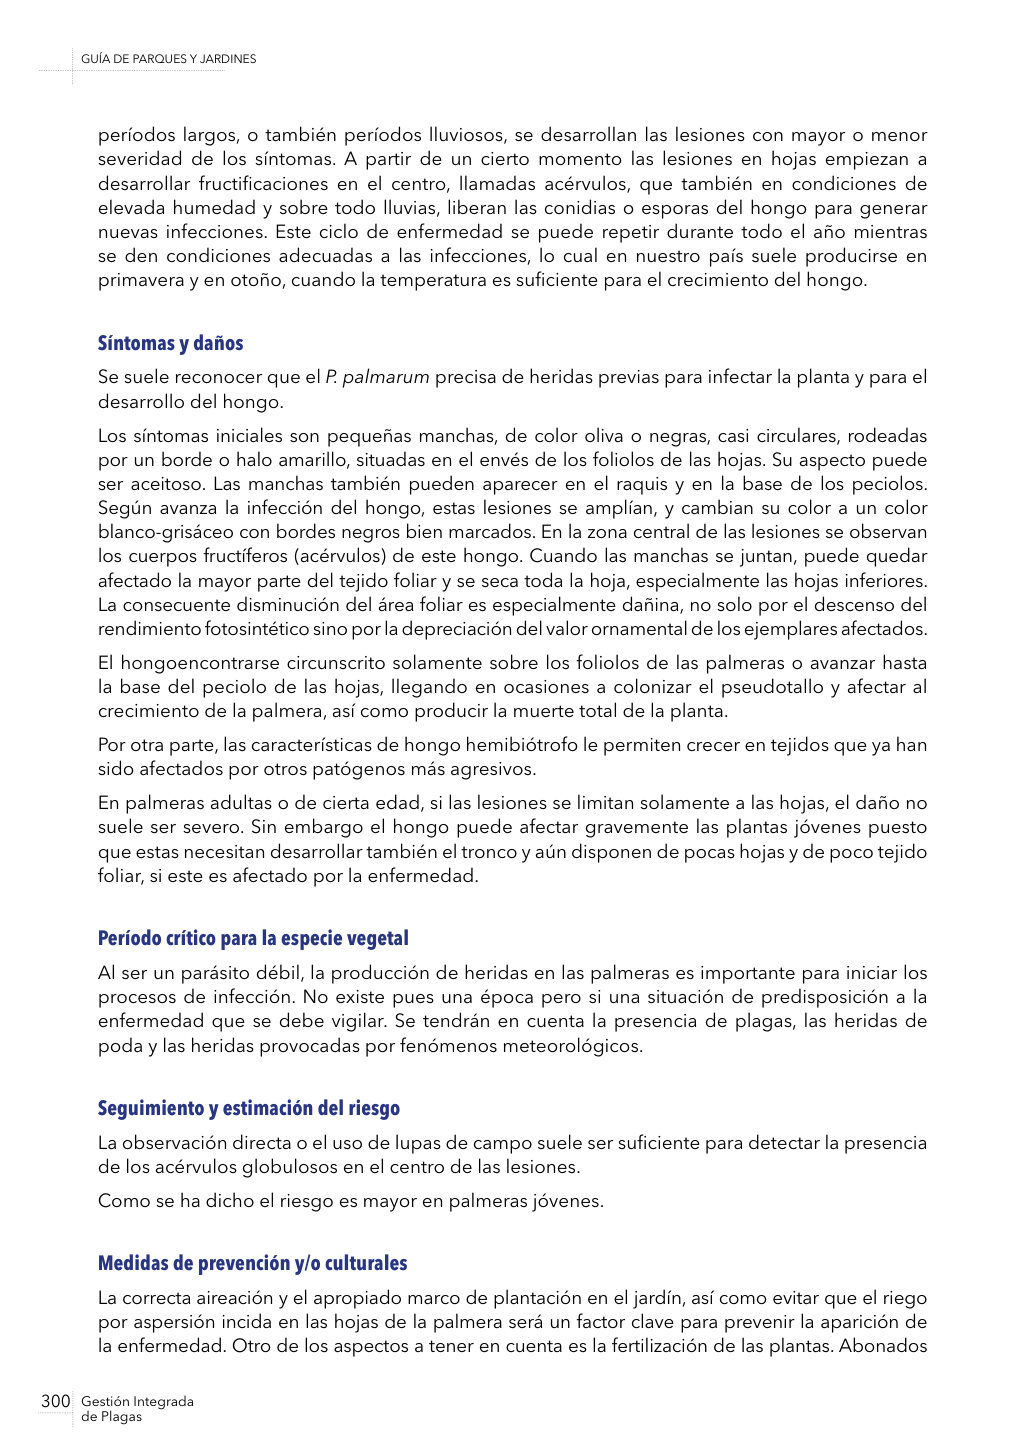 GUÍA DE PARQUES Y JARDINES
períodos largos, o también períodos lluviosos, se desarrollan las lesiones con mayor o menor
severidad de los síntomas. A partir de un cierto momento las lesiones en hojas empiezan a
desarrollar fructificaciones en el centro, llamadas acérvulos, que también en condiciones de
elevada humedad y sobre todo lluvias, liberan las conidias o esporas del hongo para generar
nuevas infecciones. Este ciclo de enfermedad se puede repetir durante todo el año mientras
se den condiciones adecuadas a las infecciones, lo cual en nuestro país suele producirse en
primavera y en otoño, cuando la temperatura es suficiente para el crecimiento del hongo.
Síntomas y daños
Se suele reconocer que el P. palmarum precisa de heridas previas para infectar la planta y para el
desarrollo del hongo.
Los síntomas iniciales son pequeñas manchas, de color oliva o negras, casi circulares, rodeadas
por un borde o halo amarillo, situadas en el envés de los foliolos de las hojas. Su aspecto puede
ser aceitoso. Las manchas también pueden aparecer en el raquis y en la base de los peciolos.
Según avanza la infección del hongo, estas lesiones se amplían, y cambian su color a un color
blanco-grisáceo con bordes negros bien marcados. En la zona central de las lesiones se observan
los cuerpos fructíferos (acérvulos) de este hongo. Cuando las manchas se juntan, puede quedar
afectado la mayor parte del tejido foliar y se seca toda la hoja, especialmente las hojas inferiores.
La consecuente disminución del área foliar es especialmente dañina, no solo por el descenso del
rendimiento fotosintético sino por la depreciación del valor ornamental de los ejemplares afectados.
El hongoencontrarse circunscrito solamente sobre los foliolos de las palmeras o avanzar hasta
la base del peciolo de las hojas, llegando en ocasiones a colonizar el pseudotallo y afectar al
crecimiento de la palmera, así como producir la muerte total de la planta.
Por otra parte, las características de hongo hemibiótrofo le permiten crecer en tejidos que ya han
sido afectados por otros patógenos más agresivos.
En palmeras adultas o de cierta edad, si las lesiones se limitan solamente a las hojas, el daño no
suele ser severo. Sin embargo el hongo puede afectar gravemente las plantas jóvenes puesto
que estas necesitan desarrollar también el tronco y aún disponen de pocas hojas y de poco tejido
foliar, si este es afectado por la enfermedad.
Período crítico para la especie vegetal
Al ser un parásito débil, la producción de heridas en las palmeras es importante para iniciar los
procesos de infección. No existe pues una época pero si una situación de predisposición a la
enfermedad que se debe vigilar. Se tendrán en cuenta la presencia de plagas, las heridas de
poda y las heridas provocadas por fenómenos meteorológicos.
Seguimiento y estimación del riesgo
La observación directa o el uso de lupas de campo suele ser suficiente para detectar la presencia
de los acérvulos globulosos en el centro de las lesiones.
Como se ha dicho el riesgo es mayor en palmeras jóvenes.
Medidas de prevención y/o culturales
La correcta aireación y el apropiado marco de plantación en el jardín, así como evitar que el riego
por aspersión incida en las hojas de la palmera será un factor clave para prevenir la aparición de
la enfermedad. Otro de los aspectos a tener en cuenta es la fertilización de las plantas. Abonados
300 Gestión Integrada
de Plagas